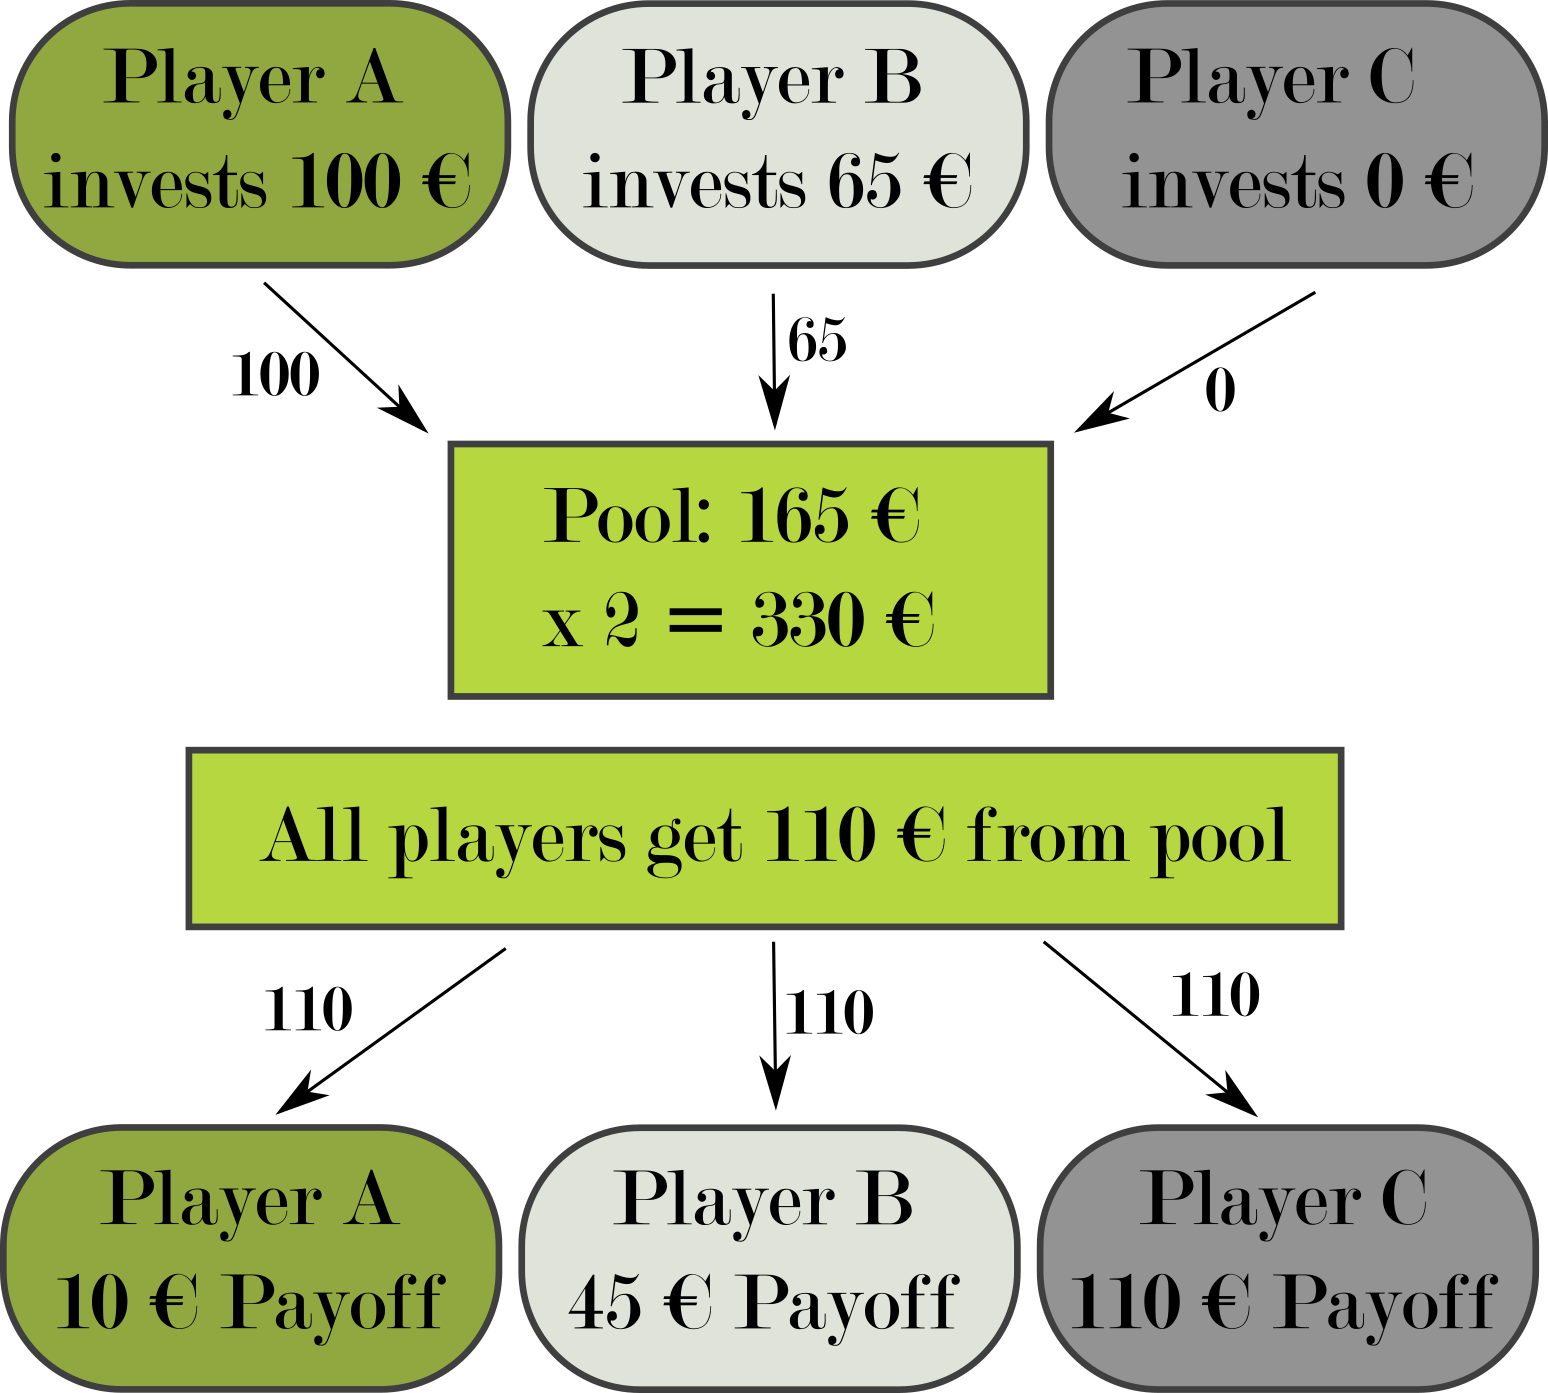 Player A
invests 100 €
Player B
invests 65 €
Player C
invests 0 €
100
65
0
Pool: 165 €
x 2 = 330 €
All players get 110 € from pool
110
110
110
Player A
10 € Payoff
Player B
45 € Payoff
Player C
110 € Payoff